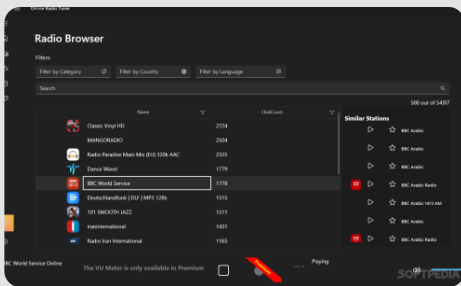 Online Radio Tuner
Radio Browser
Filters:
Filter by Category
Filter by Country
Filter by Language
Search
500 out of 54317
Name
ClickCount
Similar Stations
Classic Vinyl HD 2724
MANGORADIO 2504
Radio Paradise Main Mix (EU) 320k AAC 2325
Dance Wave! 1779
BBC World Service 1778
Deutschlandfunk | DLF | MP3 128k 1515
101 SMOOTH JAZZ 1511
iraninternational 1431
Radio Iran International 1165
BBC Arabic
BBC Arabic
BBC Arabic
BBC Arabic Radio
BBC Arabic 1413 AM
BBC Arabic
BBC Arabic Radio
BBC World Service Online
The VU Meter is only available in Premium
Playing
SOFTPEDIA